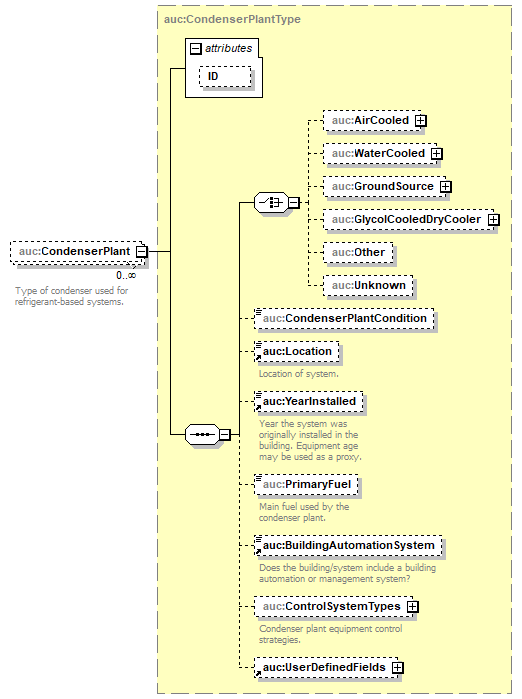 auc:CondenserPlantType
attributes
ID
auc:AirCooled
auc:WaterCooled
auc:GroundSource
auc:GlycolCooledDryCooler
auc:Other
auc:Unknown
auc:CondenserPlant
0..∞
Type of condenser used for
refrigerant-based systems.
auc:CondenserPlantCondition
auc:Location
Location of system.
auc:YearInstalled
Year the system was
originally installed in the
building. Equipment age
may be used as a proxy.
auc:PrimaryFuel
Main fuel used by the
condenser plant.
auc:BuildingAutomationSystem
Does the building/system include a building
automation or management system?
auc:ControlSystemTypes
Condenser plant equipment control
strategies.
auc:UserDefinedFields